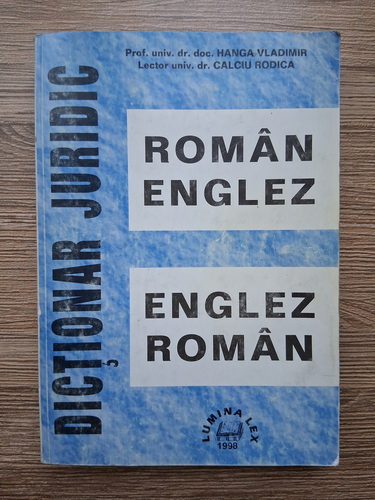 Prof. univ. dr. doc. HANGA VLADIMIR
Lector univ. dr. CALCIU RODICA
DICŢIONAR JURIDIC
ROMÂN
ENGLEZ
ENGLEZ
ROMÂN
LUMINA LEX
1998